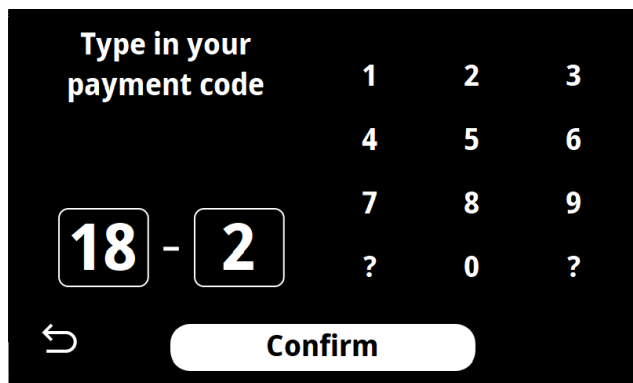 Type in your
payment code
1 2 3
4 5 6
7 8 9
? 0 ?
18 - 2
Confirm